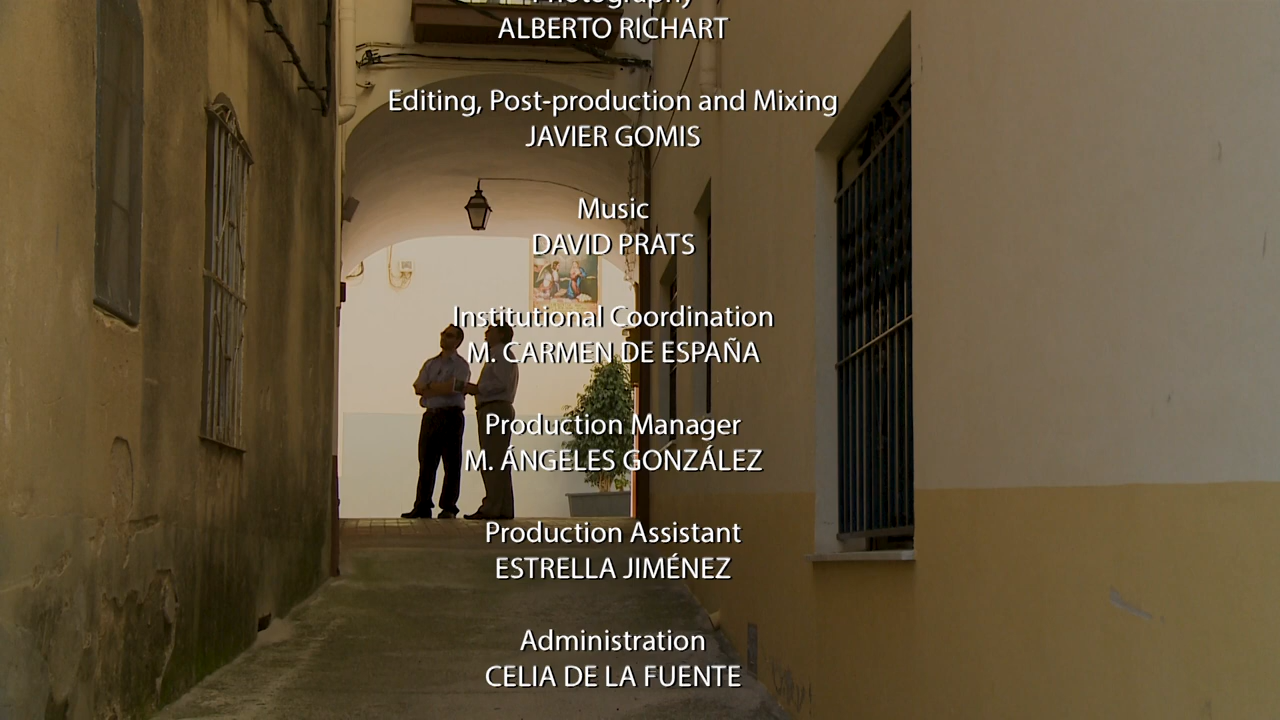 Photography
ALBERTO RICHART
Editing, Post-production and Mixing
JAVIER GOMIS
Music
DAVID PRATS
Institutional Coordination
M. CARMEN DE ESPAÑA
Production Manager
M. ÁNGELES GONZÁLEZ
Production Assistant
ESTRELLA JIMÉNEZ
Administration
CELIA DE LA FUENTE